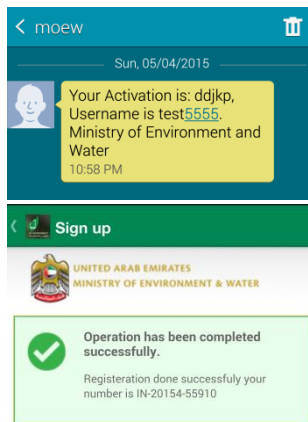 moew
Sun, 05/04/2015
Your Activation is: ddjkp,
Username is test5555.
Ministry of Environment and
Water
10:58 PM
Sign up
UNITED ARAB EMIRATES
MINISTRY OF ENVIRONMENT & WATER
Operation has been completed
successfully.
Registeration done successfuly your
number is IN-20154-55910